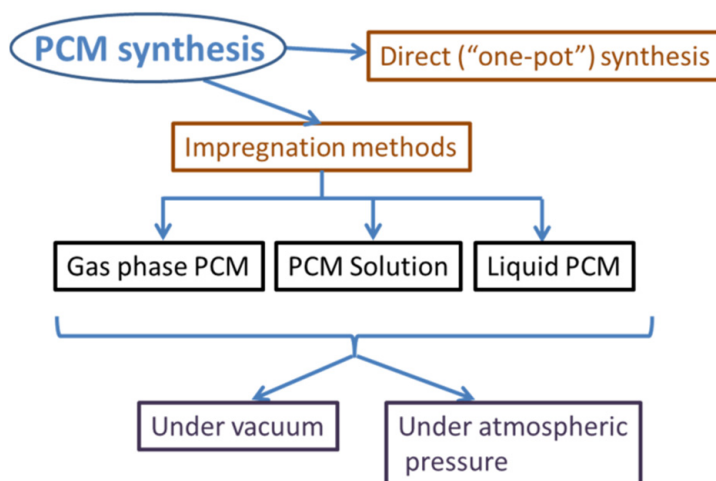 PCM synthesis
Direct (“one-pot”) synthesis
Impregnation methods
Gas phase PCM
PCM Solution
Liquid PCM
Under vacuum
Under atmospheric
pressure